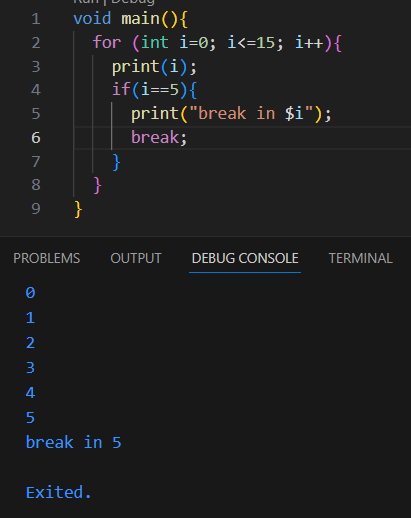 Run | Debug
1 void main(){
2 for (int i=0; i<=15; i++){
3 print(i);
4 if(i==5){
5 print("break in $i");
6 break;
7 }
8 }
9 }
PROBLEMS OUTPUT DEBUG CONSOLE TERMINAL
0
1
2
3
4
5
break in 5
Exited.